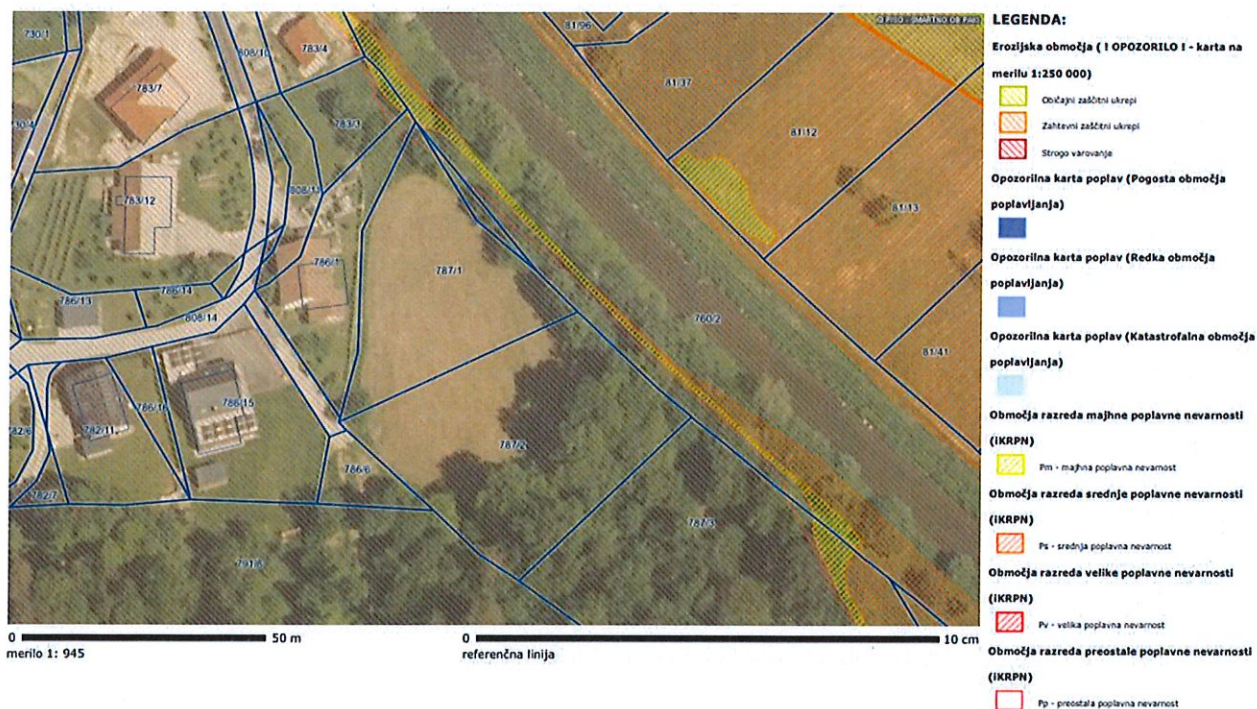 © PISO - ŠMARTNO OB PAKI
730/1
808/10
783/4
81/96
783/7
81/37
730/4
783/3
81/12
783/12
808/13
81/13
786/1
787/1
786/13
786/14
808/14
760/2
81/41
782/6
782/11
786/16
786/15
787/2
786/6
782/7
787/3
791/6
0
50 m
merilo 1: 945
0
10 cm
referenčna linija
LEGENDA:
Erozijska območja ( ! OPOZORILO ! - karta na
merilu 1:250 000)
Običajni zaščitni ukrepi
Zahtevni zaščitni ukrepi
Strogo varovanje
Opozorilna karta poplav (Pogosta območja
poplavljanja)
Opozorilna karta poplav (Redka območja
poplavljanja)
Opozorilna karta poplav (Katastrofalna območja
poplavljanja)
Območja razreda majhne poplavne nevarnosti
(iKRPN)
Pm - majhna poplavna nevarnost
Območja razreda srednje poplavne nevarnosti
(iKRPN)
Ps - srednja poplavna nevarnost
Območja razreda velike poplavne nevarnosti
(iKRPN)
Pv - velika poplavna nevarnost
Območja razreda preostale poplavne nevarnosti
(iKRPN)
Pp - preostala poplavna nevarnost